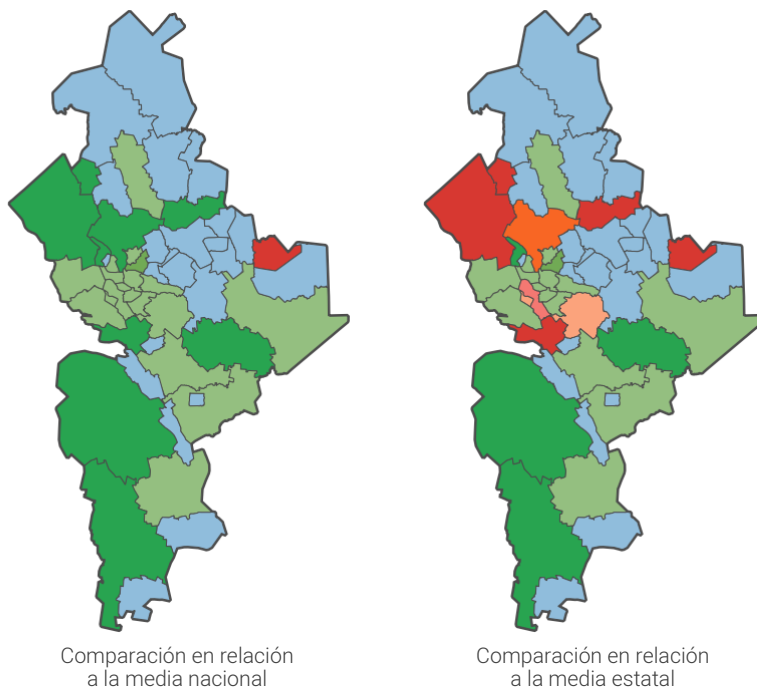 Comparación en relación
a la media nacional
Comparación en relación
a la media estatal